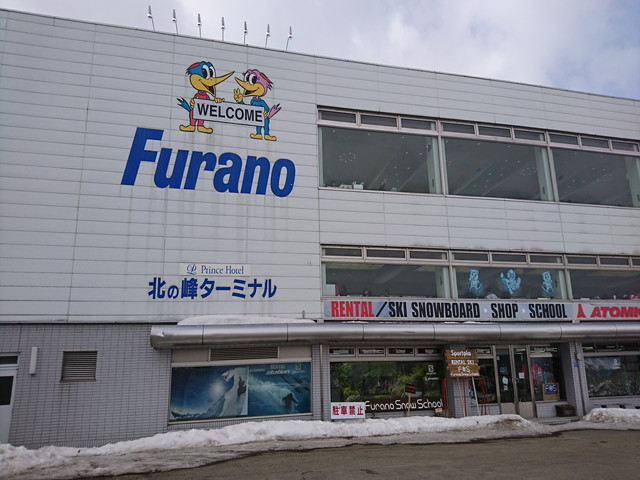 WELCOME
Furano
Prince Hotel
北の峰ターミナル
RENTAL / SKI SNOWBOARD · SHOP · SCHOOL ATOMIC
Sportpia
RENTAL SKI
駐車禁止
Furano Snow School